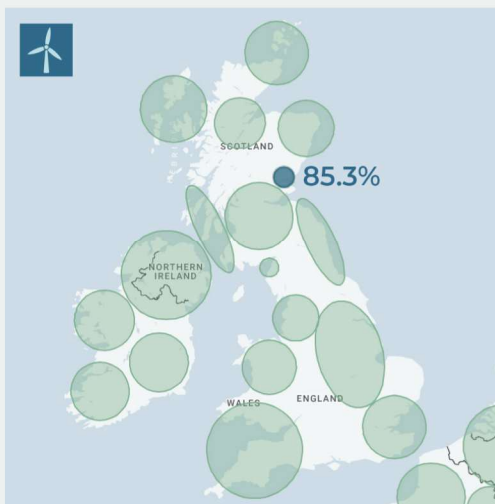 SCOTLAND
85.3%
NORTHERN
IRELAND
WALES
ENGLAND